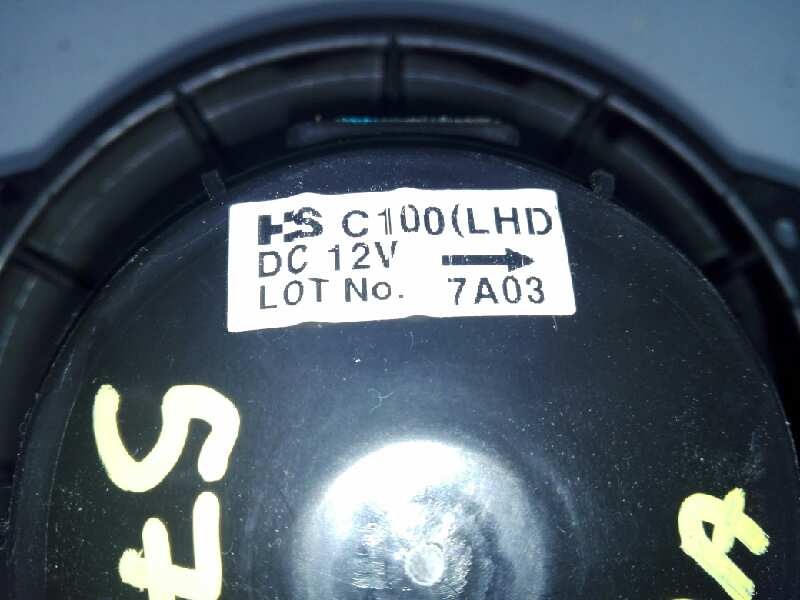 HS C100(LHD
DC 12V
LOT No. 7A03